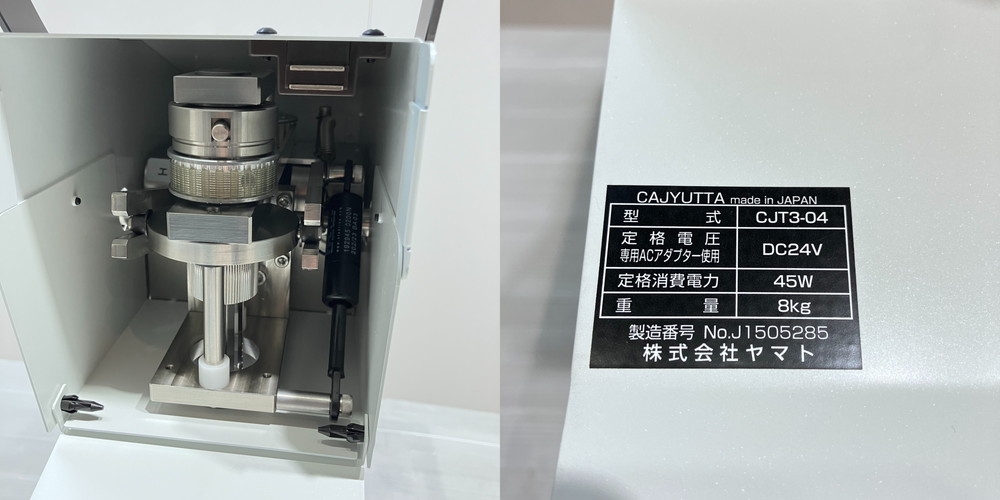 CAJYUTTA made in JAPAN
型 式 CJT3-04
定格電圧 DC24V
専用ACアダプター使用
定格消費電力 45W
重 量 8kg
製造番号 No.J1505285
株式会社ヤマト